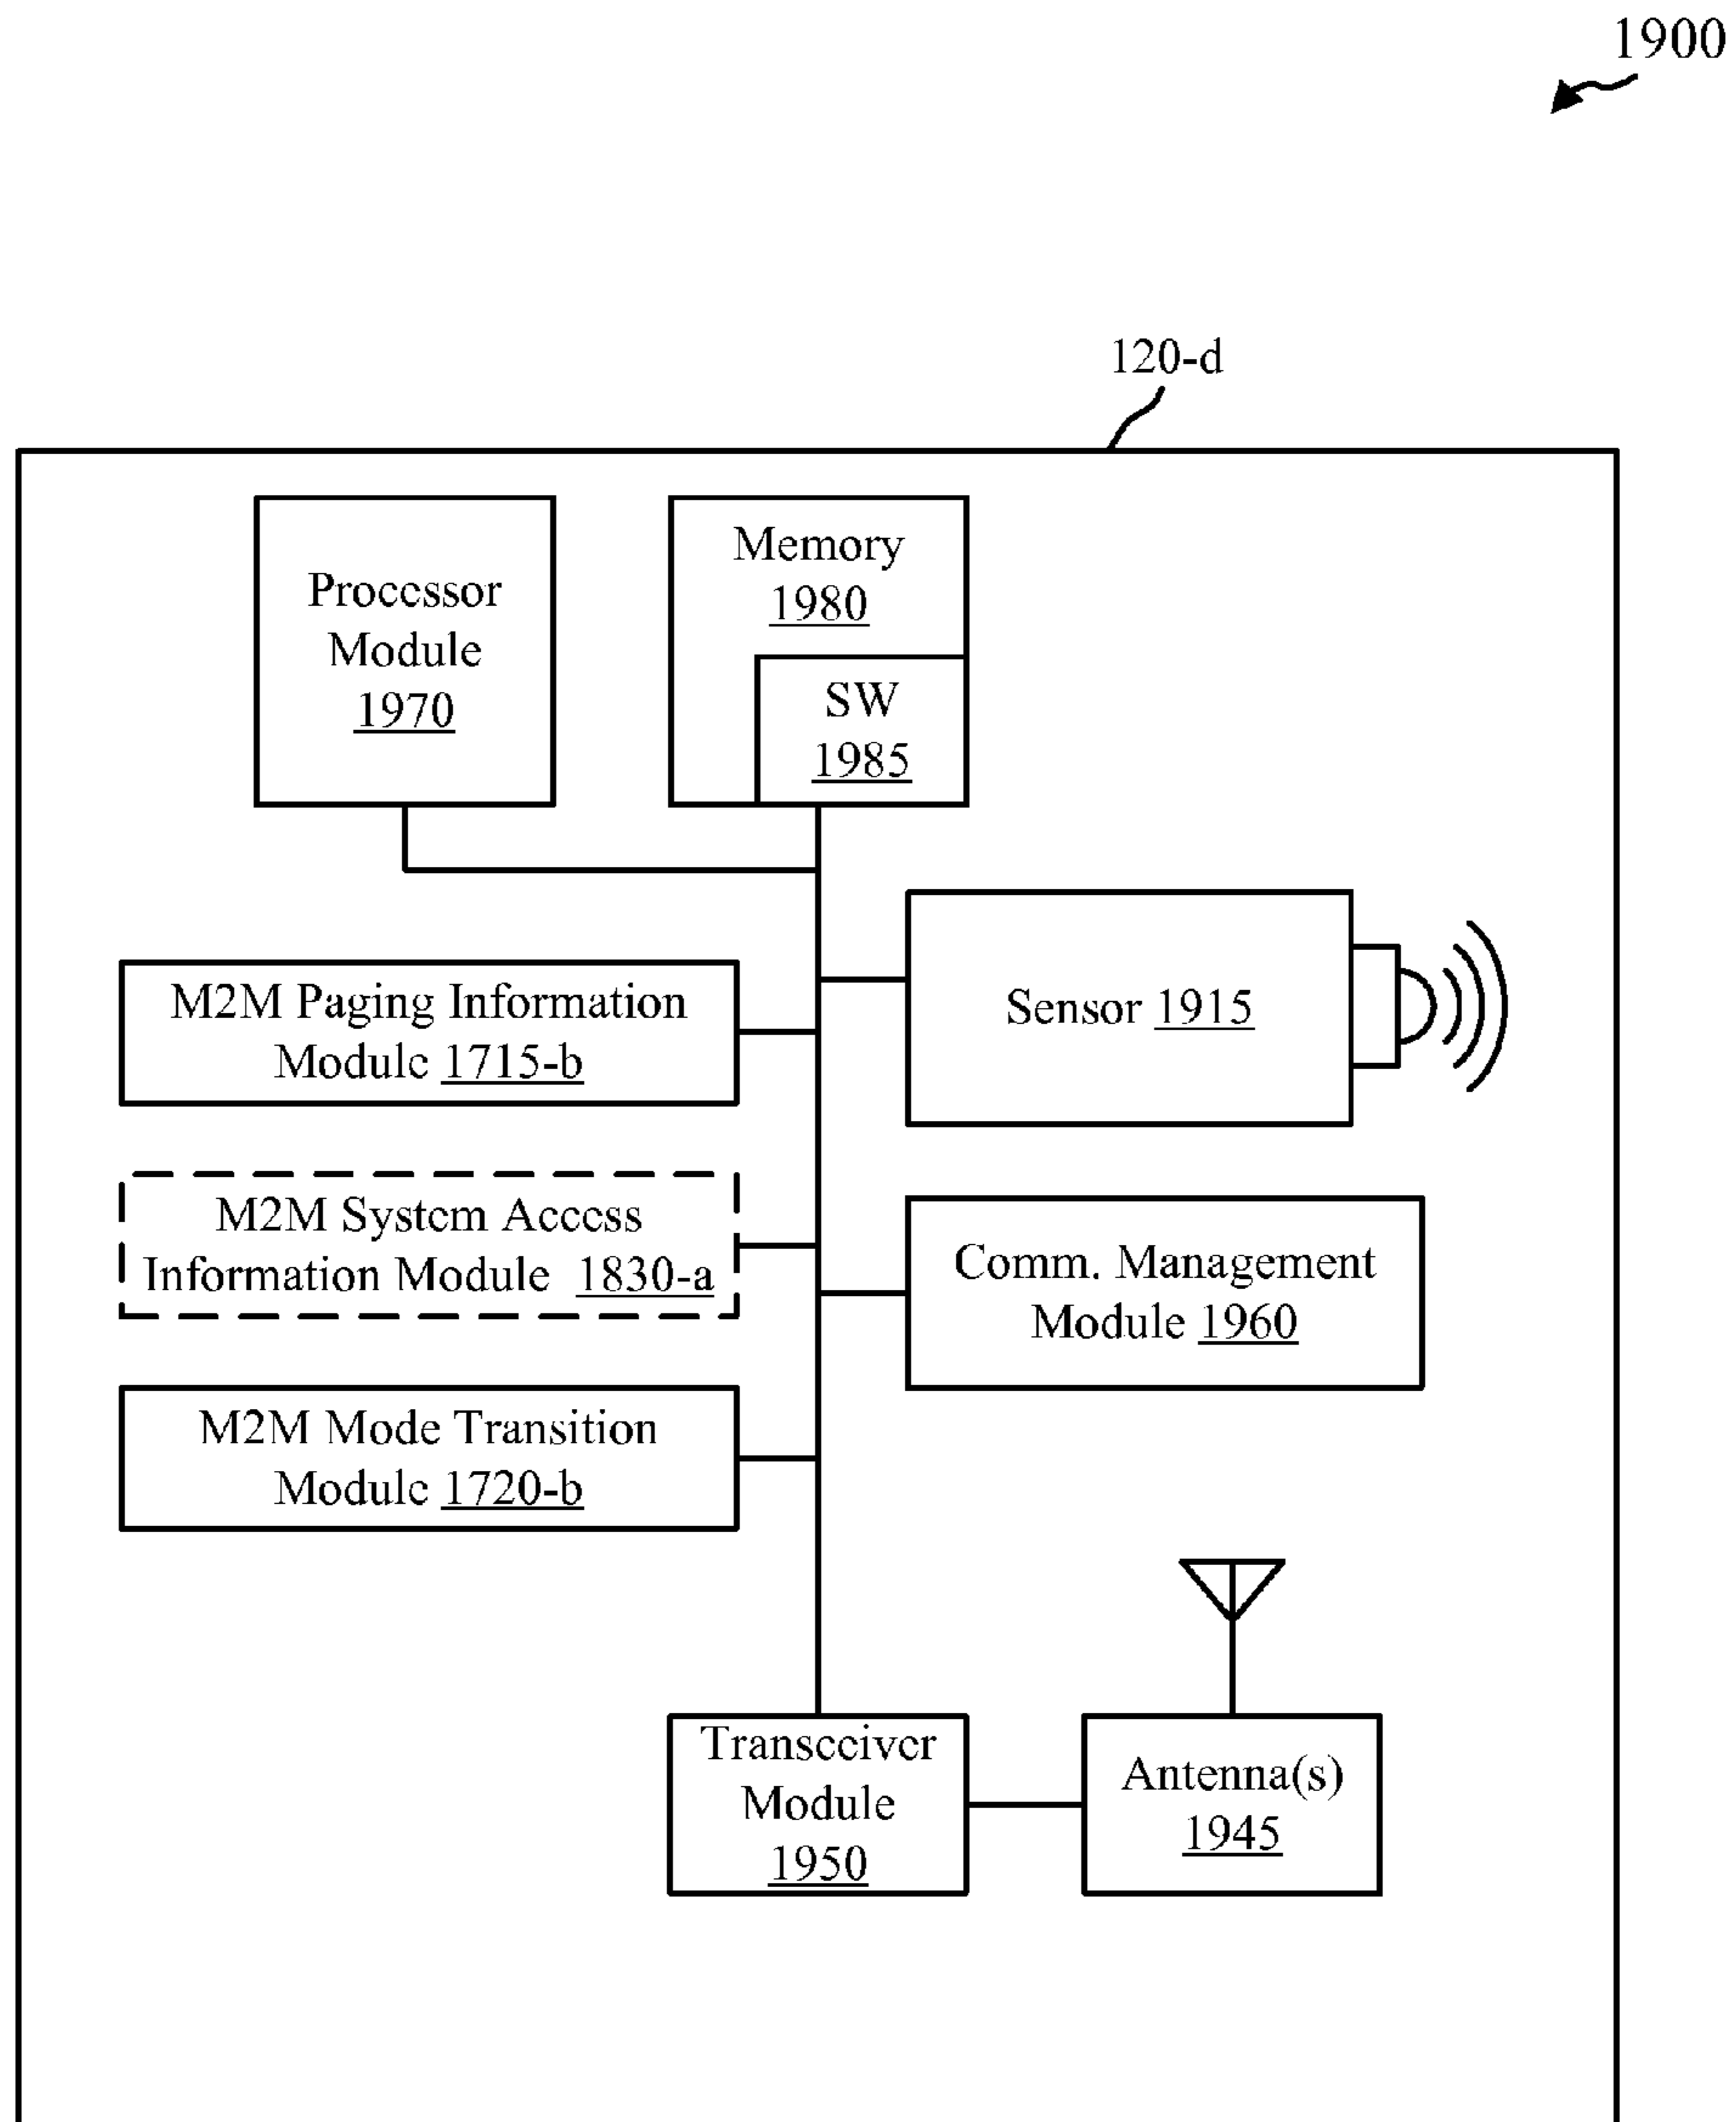 1900
120-d
Processor
Module
1970
Memory
1980
SW
1985
Sensor 1915
M2M Paging Information
Module 1715-b
M2M System Access
Information Module 1830-a
Comm. Management
Module 1960
M2M Mode Transition
Module 1720-b
Transceiver
Module
1950
Antenna(s)
1945